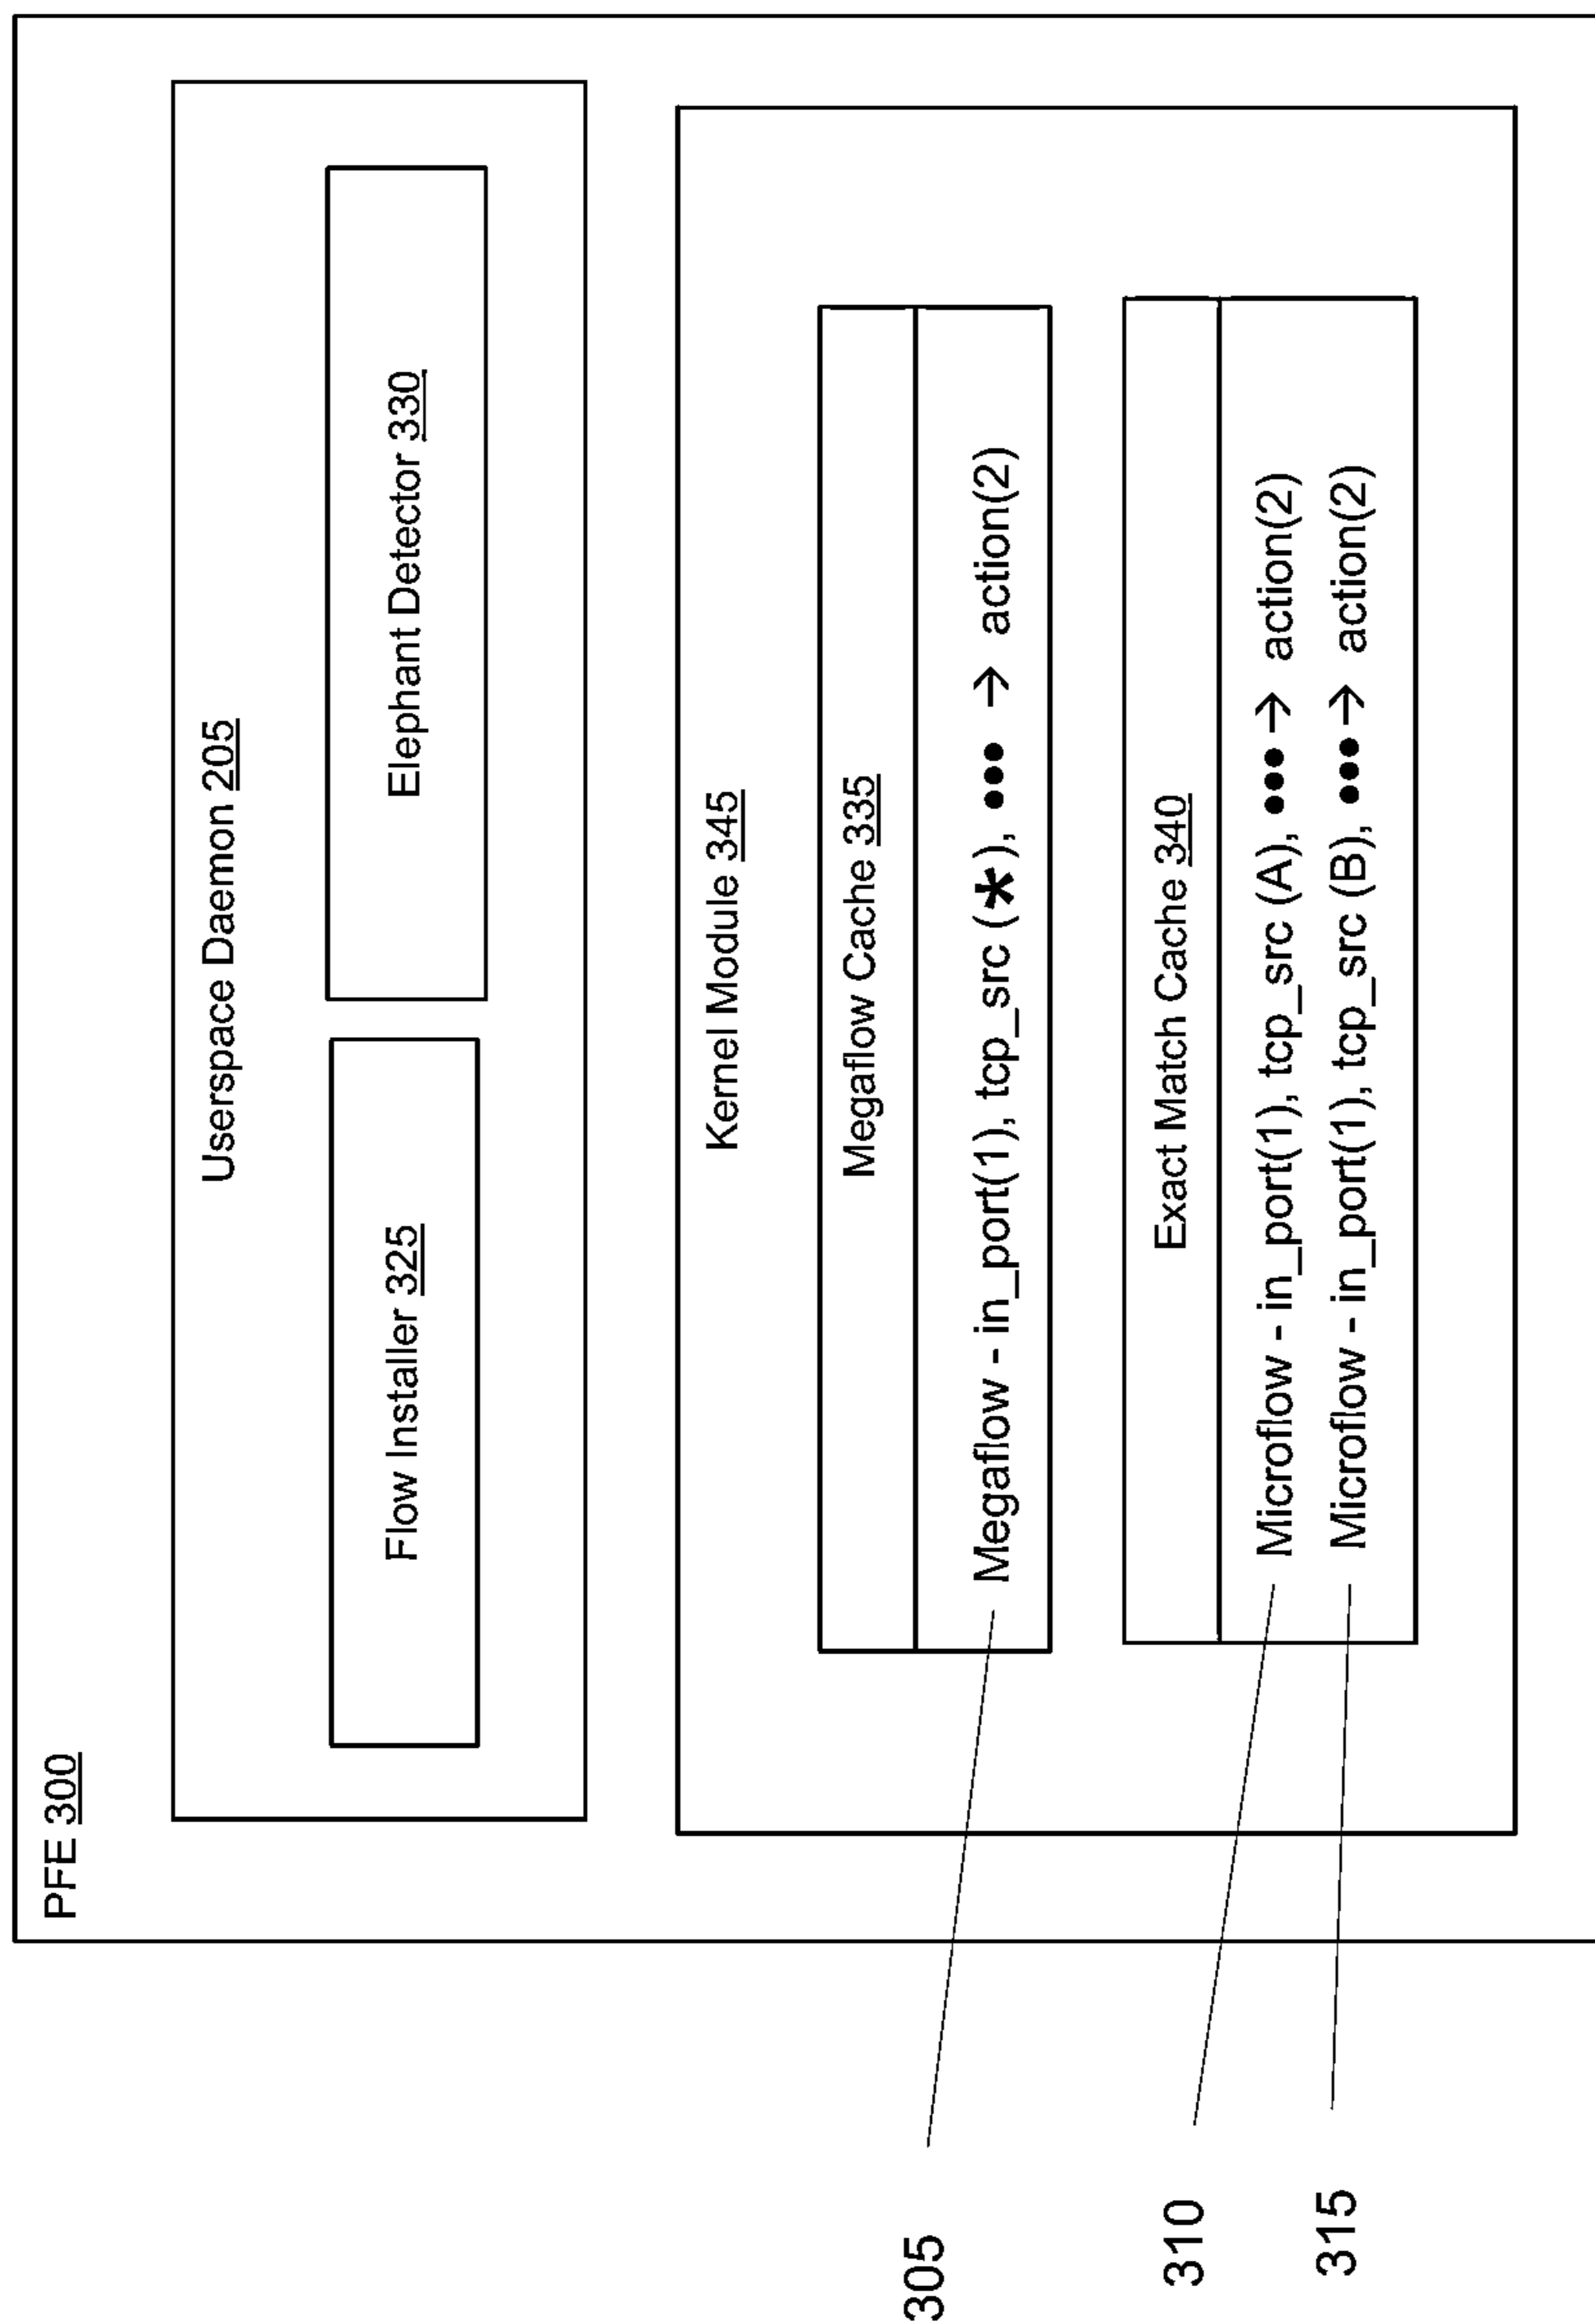 PFE 300
Userspace Daemon 205
Flow Installer 325
Elephant Detector 330
Kernel Module 345
Megaflow Cache 335
305
Megaflow - in_port(1), tcp_src (*), ••• → action(2)
Exact Match Cache 340
310
Microflow - in_port(1), tcp_src (A), ••• → action(2)
315
Microflow - in_port(1), tcp_src (B), ••• → action(2)